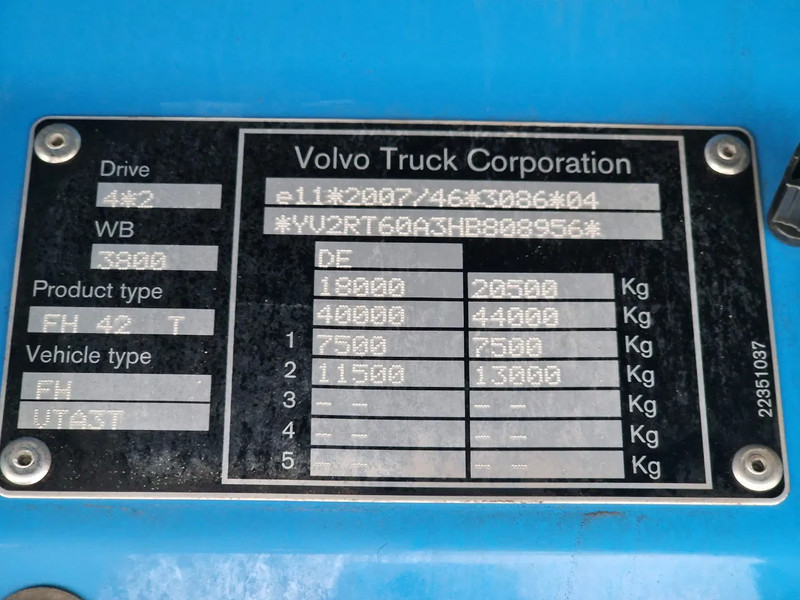 Drive
4*2
WB
3800
Product type
FH 42 T
Vehicle type
FH
VTA3T
Volvo Truck Corporation
e11*2007/46*3086*04
*YV2RT60A3HB808956*
DE
18000 20500 Kg
40000 44000 Kg
1 7500 7500 Kg
2 11500 13000 Kg
3 -- -- Kg
4 -- -- Kg
5 -- -- Kg
22351037